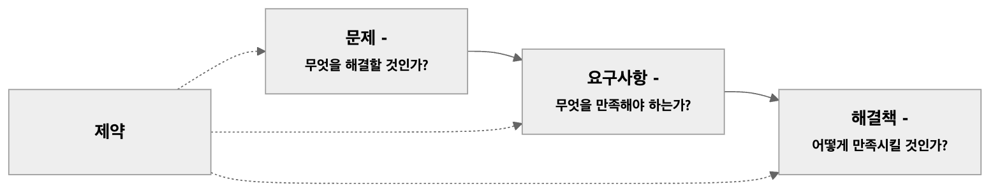 문제 -
무엇을 해결할 것인가?
요구사항 -
무엇을 만족해야 하는가?
제약
해결책 -
어떻게 만족시킬 것인가?